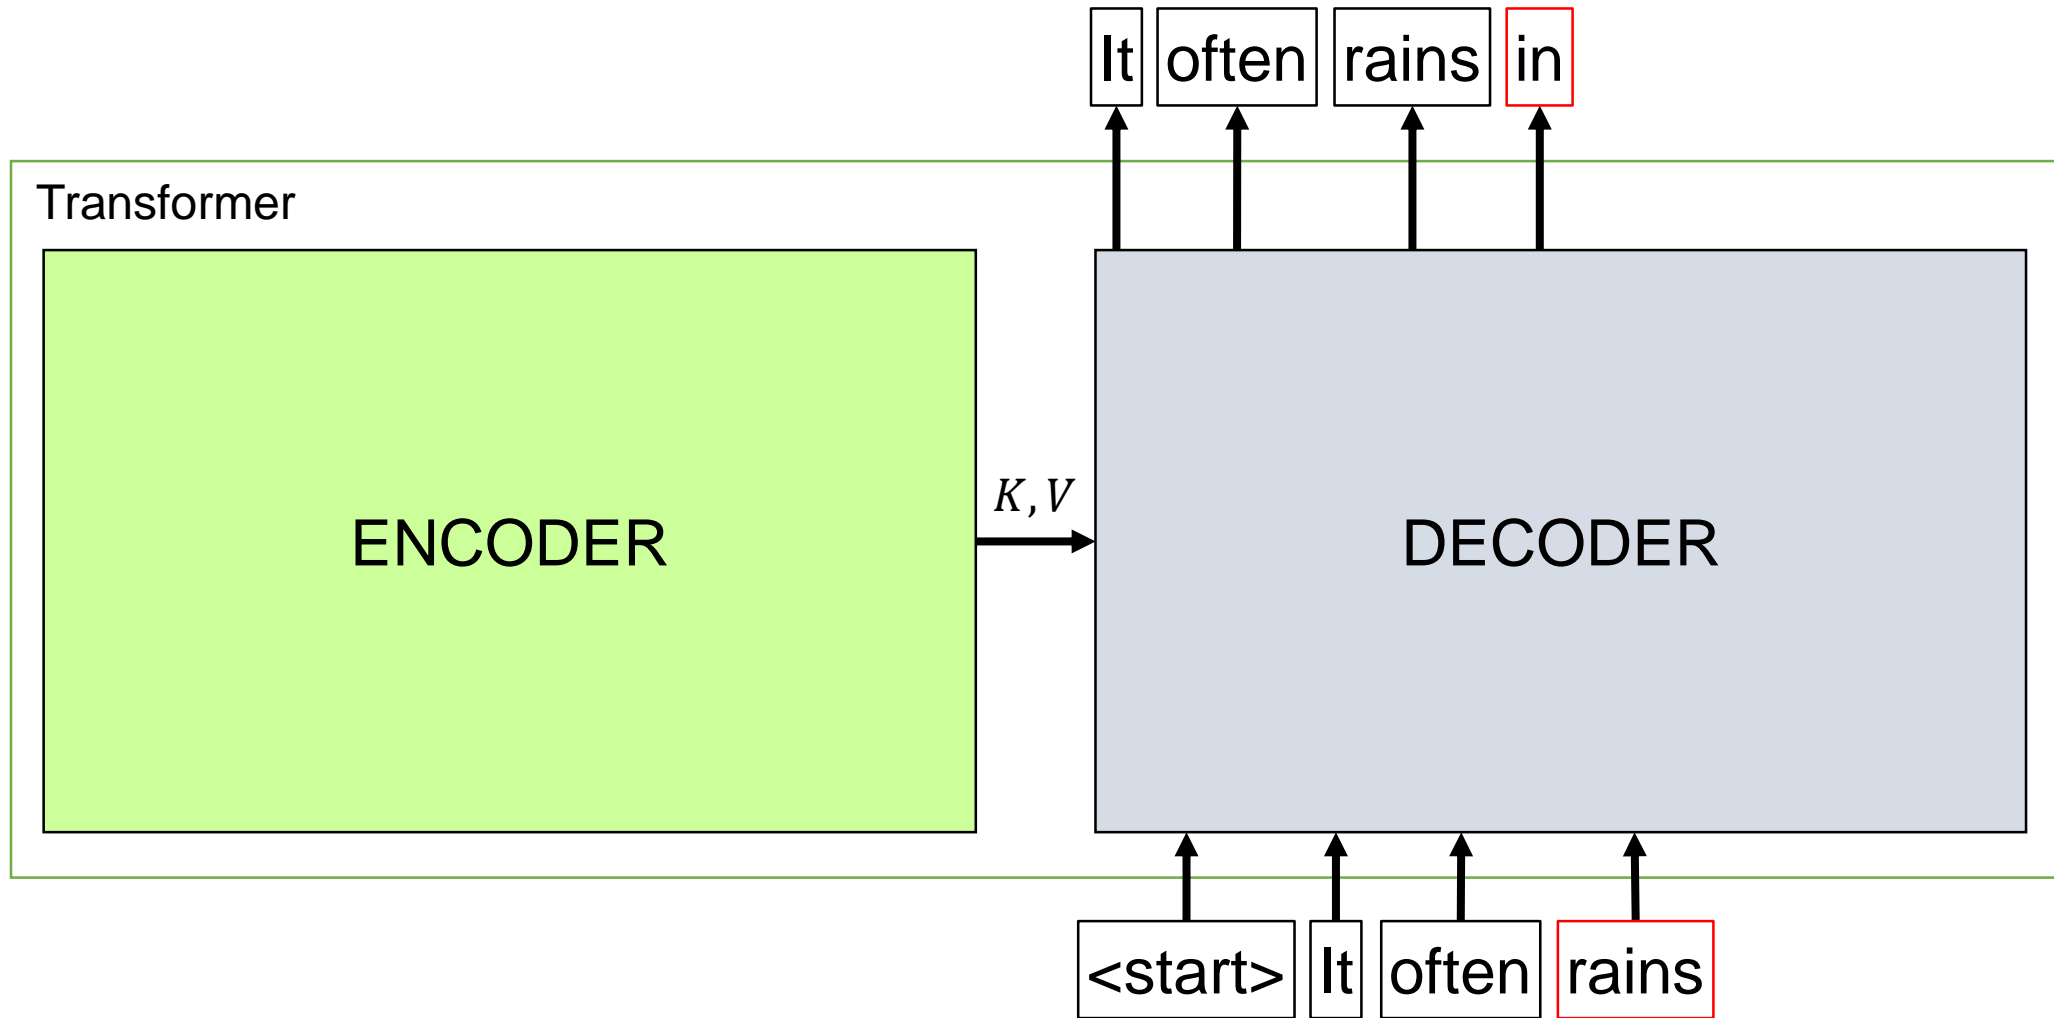 It often rains in
Transformer
K, V
ENCODER
DECODER
<start> It often rains